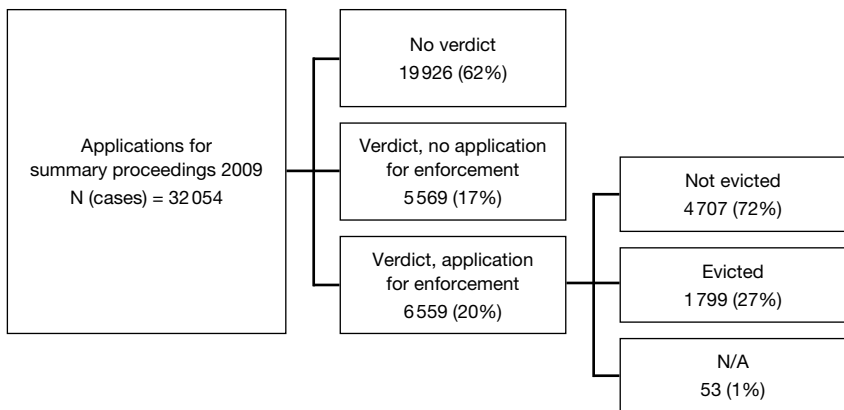 Applications for
summary proceedings 2009
N (cases) = 32 054
No verdict
19 926 (62%)
Verdict, no application
for enforcement
5 569 (17%)
Verdict, application
for enforcement
6 559 (20%)
Not evicted
4 707 (72%)
Evicted
1 799 (27%)
N/A
53 (1%)